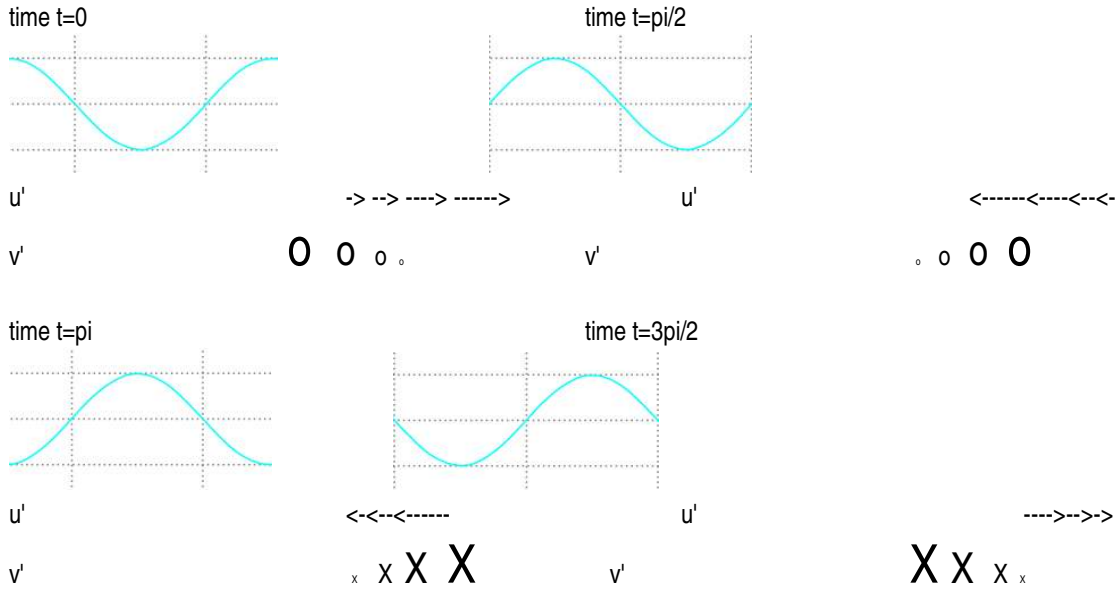 time t=0 time t=pi/2
u' -> --> ----> ------> u' <------<----<--<-
v' o o o o v' o o o o
time t=pi time t=3pi/2
u' <-<--<------ u' ---->-->->
v' x X X X v' X X X x